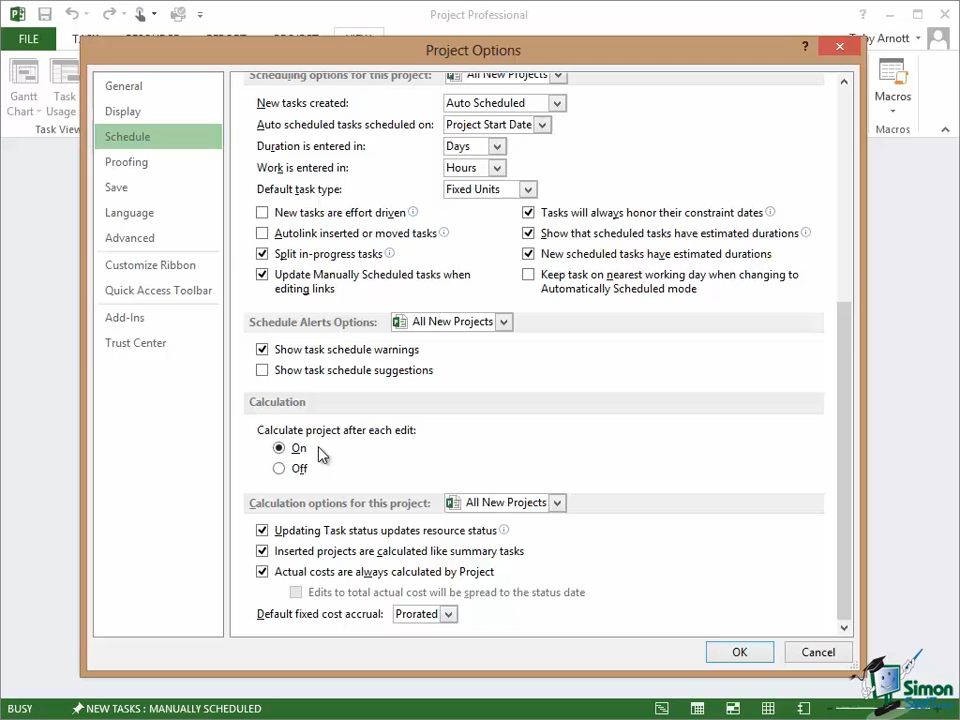 Project Professional
FILE
Toby Arnott
Project Options
Gantt
Chart
Task
Usage
Task View
Macros
Macros
General
Display
Schedule
Proofing
Save
Language
Advanced
Customize Ribbon
Quick Access Toolbar
Add-Ins
Trust Center
Scheduling options for this project: All New Projects
New tasks created: Auto Scheduled
Auto scheduled tasks scheduled on: Project Start Date
Duration is entered in: Days
Work is entered in: Hours
Default task type: Fixed Units
New tasks are effort driven
Tasks will always honor their constraint dates
Autolink inserted or moved tasks
Show that scheduled tasks have estimated durations
Split in-progress tasks
New scheduled tasks have estimated durations
Update Manually Scheduled tasks when
editing links
Keep task on nearest working day when changing to
Automatically Scheduled mode
Schedule Alerts Options: All New Projects
Show task schedule warnings
Show task schedule suggestions
Calculation
Calculate project after each edit:
On
Off
Calculation options for this project: All New Projects
Updating Task status updates resource status
Inserted projects are calculated like summary tasks
Actual costs are always calculated by Project
Edits to total actual cost will be spread to the status date
Default fixed cost accrual: Prorated
OK
Cancel
BUSY
NEW TASKS : MANUALLY SCHEDULED
Simon